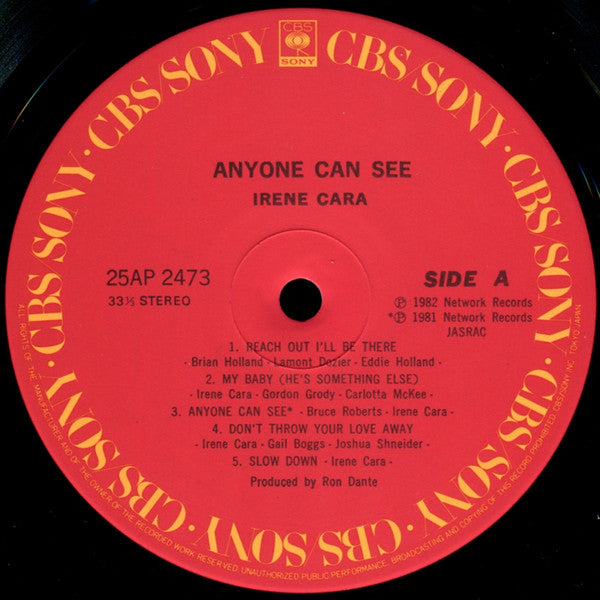 CBS/SONY · CBS/SONY · CBS/SONY · CBS/SONY · CBS/SONY · CBS/SONY · CBS/SONY · CBS/SONY
CBS
SONY
ANYONE CAN SEE
IRENE CARA
25AP 2473
33⅓ STEREO
SIDE A
Ⓟ 1982 Network Records
*Ⓟ 1981 Network Records
JASRAC
1. REACH OUT I'LL BE THERE
- Brian Holland - Lamont Dozier - Eddie Holland -
2. MY BABY (HE'S SOMETHING ELSE)
- Irene Cara - Gordon Grody - Carlotta McKee -
3. ANYONE CAN SEE* - Bruce Roberts - Irene Cara -
4. DON'T THROW YOUR LOVE AWAY
- Irene Cara - Gail Boggs - Joshua Shneider -
5. SLOW DOWN - Irene Cara -
Produced by Ron Dante
ALL RIGHTS OF THE MANUFACTURER AND OF THE OWNER OF THE RECORDED WORK RESERVED. UNAUTHORIZED PUBLIC PERFORMANCE, BROADCASTING AND COPYING OF THIS RECORD PROHIBITED. CBS/SONY INC. TOKYO JAPAN